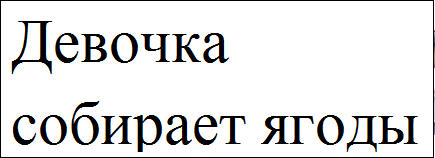 Девочка
собирает ягоды